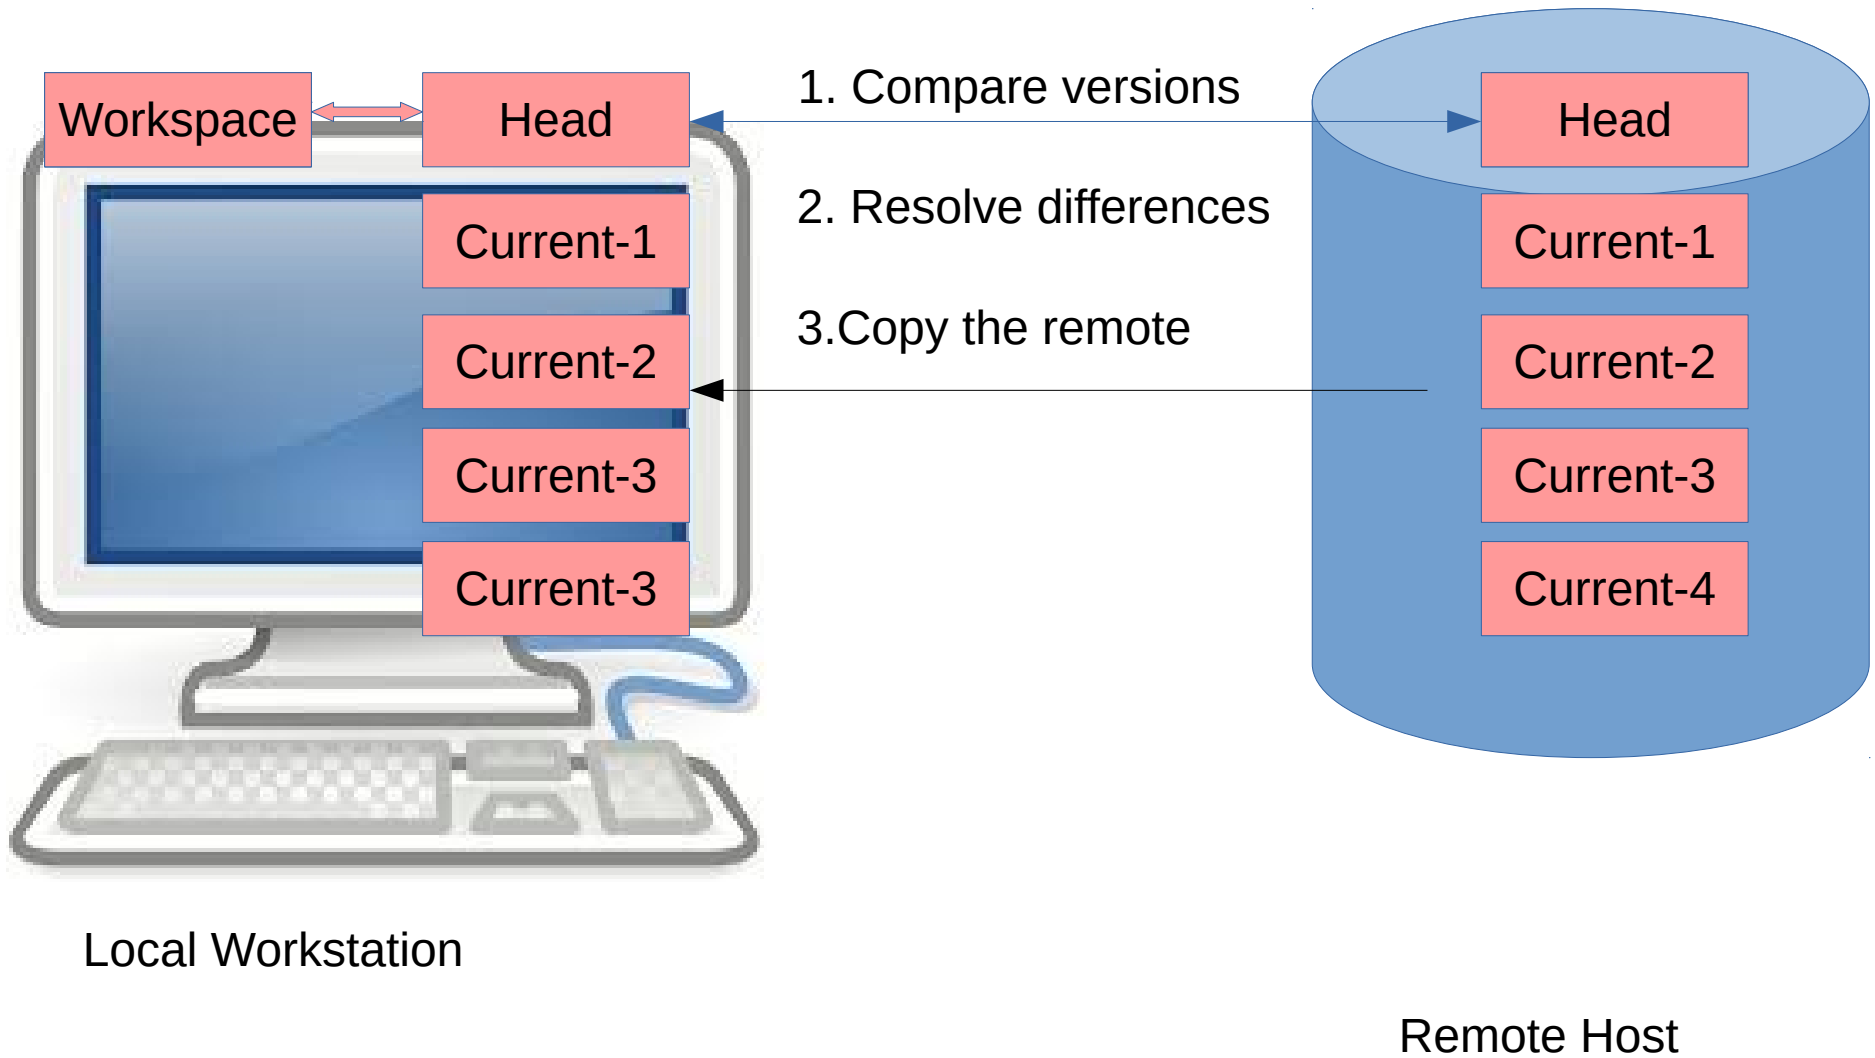 Workspace
Head
Current-1
Current-2
Current-3
Current-3
1. Compare versions
2. Resolve differences
3.Copy the remote
Head
Current-1
Current-2
Current-3
Current-4
Local Workstation
Remote Host